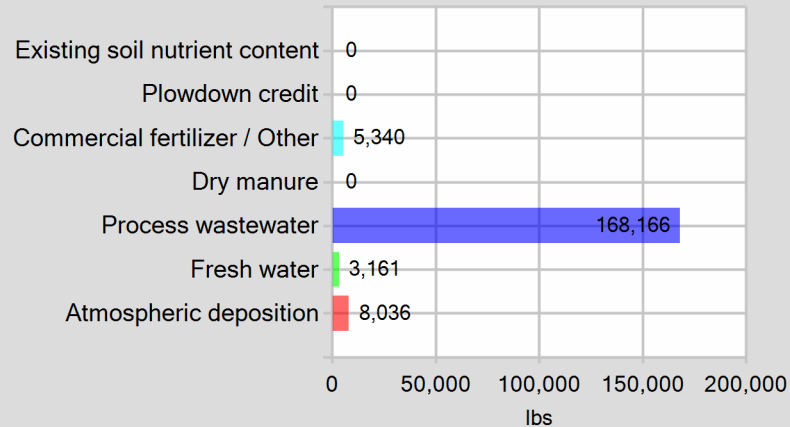 Existing soil nutrient content 0
Plowdown credit 0
Commercial fertilizer / Other 5,340
Dry manure 0
Process wastewater 168,166
Fresh water 3,161
Atmospheric deposition 8,036
0 50,000 100,000 150,000 200,000
lbs